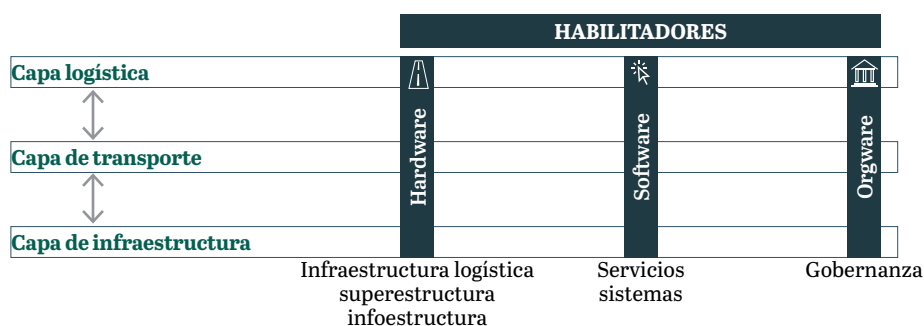 HABILITADORES
Capa logística
Capa de transporte
Capa de infraestructura
Hardware
Software
Orgware
Infraestructura logística
superestructura
infoestructura
Servicios
sistemas
Gobernanza